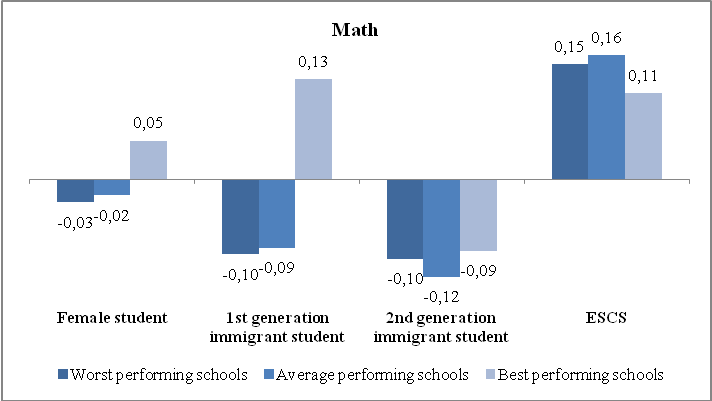 Math
0,15
0,16
0,13
0,11
0,05
-0,03
-0,02
-0,10
-0,09
-0,10
-0,12
-0,09
Female student
1st generation
immigrant student
2nd generation
immigrant student
ESCS
Worst performing schools
Average performing schools
Best performing schools